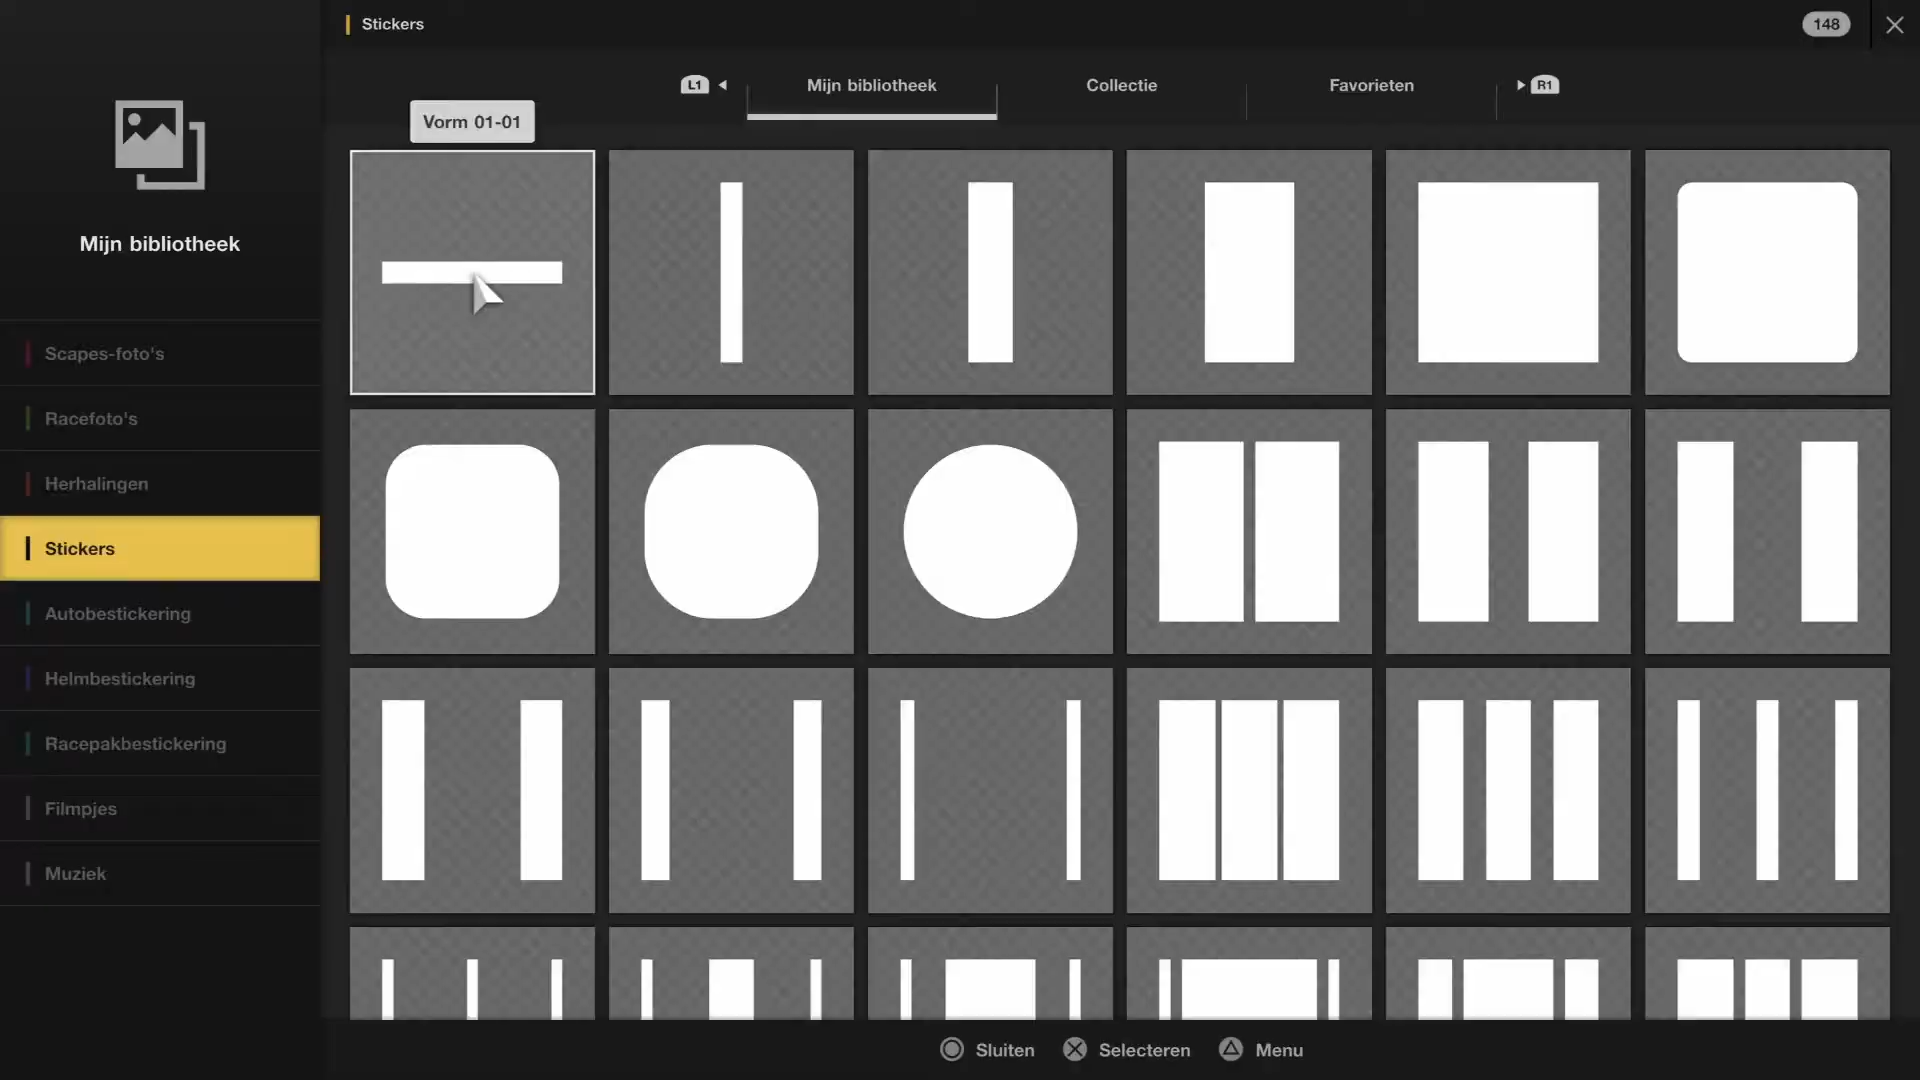 Stickers
148
L1
Mijn bibliotheek
Collectie
Favorieten
R1
Vorm 01-01
Mijn bibliotheek
Scapes-foto's
Racefoto's
Herhalingen
Stickers
Autobestickering
Helmbestickering
Racepakbestickering
Filmpjes
Muziek
Sluiten
Selecteren
Menu